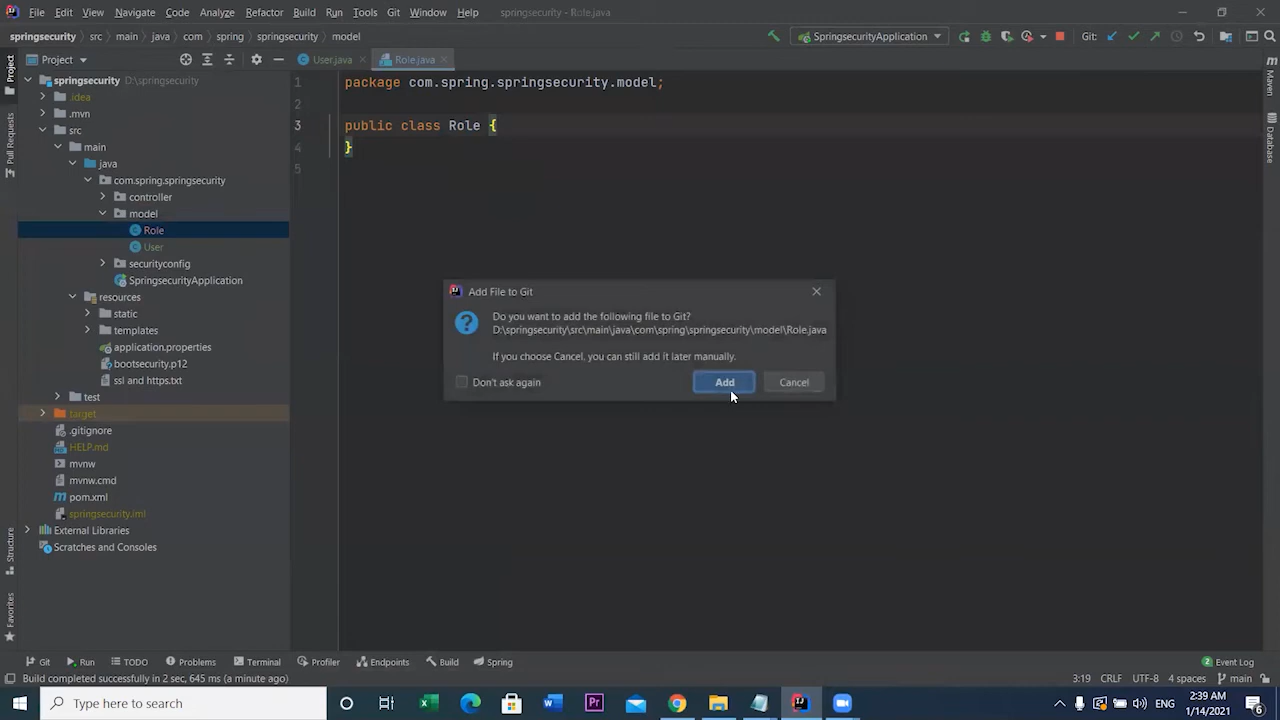 File Edit View Navigate Code Analyze Refactor Build Run Tools Git Window Help springsecurity - Role.java
springsecurity src main java com spring springsecurity model
SpringsecurityApplication
Git:
Project
User.java
Role.java
springsecurity D:\springsecurity
.idea
.mvn
src
main
java
com.spring.springsecurity
controller
model
Role
User
securityconfig
SpringsecurityApplication
resources
static
templates
application.properties
bootsecurity.p12
ssl and https.txt
test
target
.gitignore
HELP.md
mvnw
mvnw.cmd
pom.xml
springsecurity.iml
External Libraries
Scratches and Consoles
Project
Pull Requests
Structure
Favorites
1 package com.spring.springsecurity.model;
2
3 public class Role {
4 }
5
Maven
Database
Add File to Git
Do you want to add the following file to Git?
D:\springsecurity\src\main\java\com\spring\springsecurity\model\Role.java
If you choose Cancel, you can still add it later manually.
Don't ask again
Add
Cancel
Git Run TODO Problems Terminal Profiler Endpoints Build Spring
Event Log
Build completed successfully in 2 sec, 645 ms (a minute ago)
3:19 CRLF UTF-8 4 spaces main
Type here to search
ENG
2:39 AM
1/14/2021
6